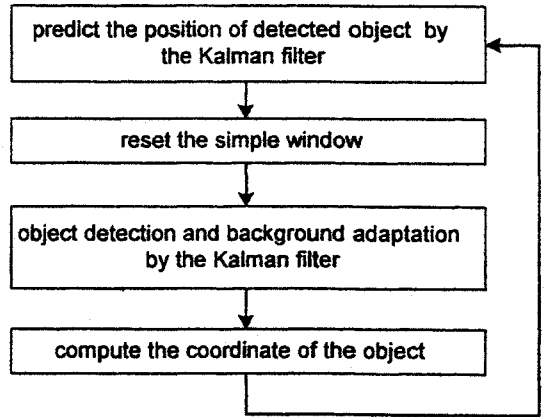 predict the position of detected object by
the Kalman filter
reset the simple window
object detection and background adaptation
by the Kalman filter
compute the coordinate of the object